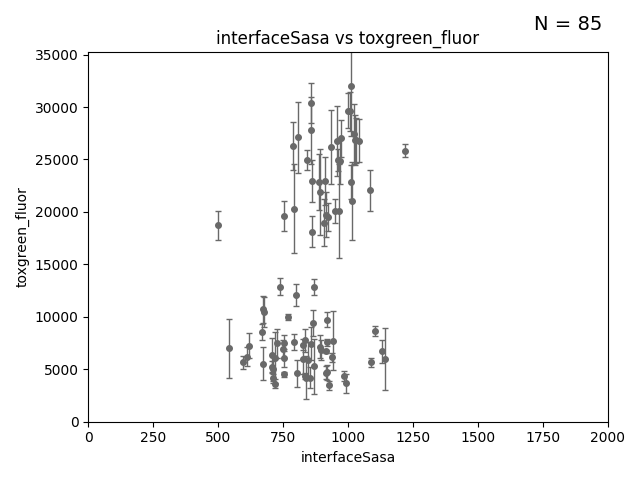 N = 85
interfaceSasa vs toxgreen_fluor
35000
30000
25000
20000
15000
10000
5000
0
toxgreen_fluor
0 250 500 750 1000 1250 1500 1750 2000
interfaceSasa